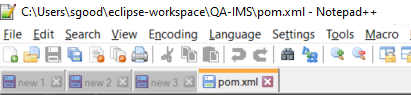 C:\Users\sgood\eclipse-workspace\QA-IMS\pom.xml - Notepad++
File Edit Search View Encoding Language Settings Tools Macro
new 1 new 2 new 3 pom.xml